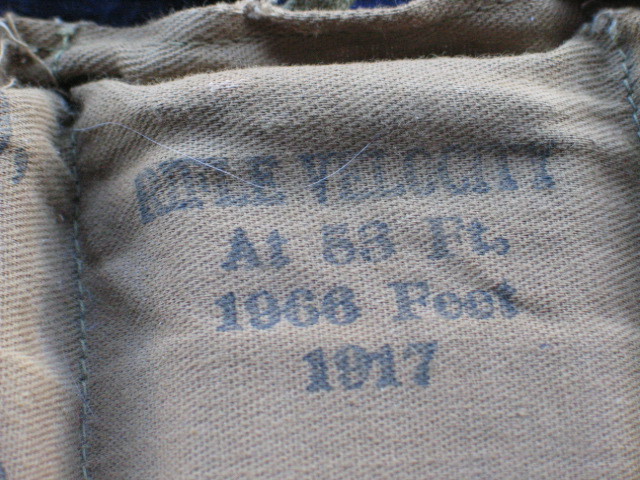 RIFLE VELOCITY
At 53 Ft.
1966 Feet
1917